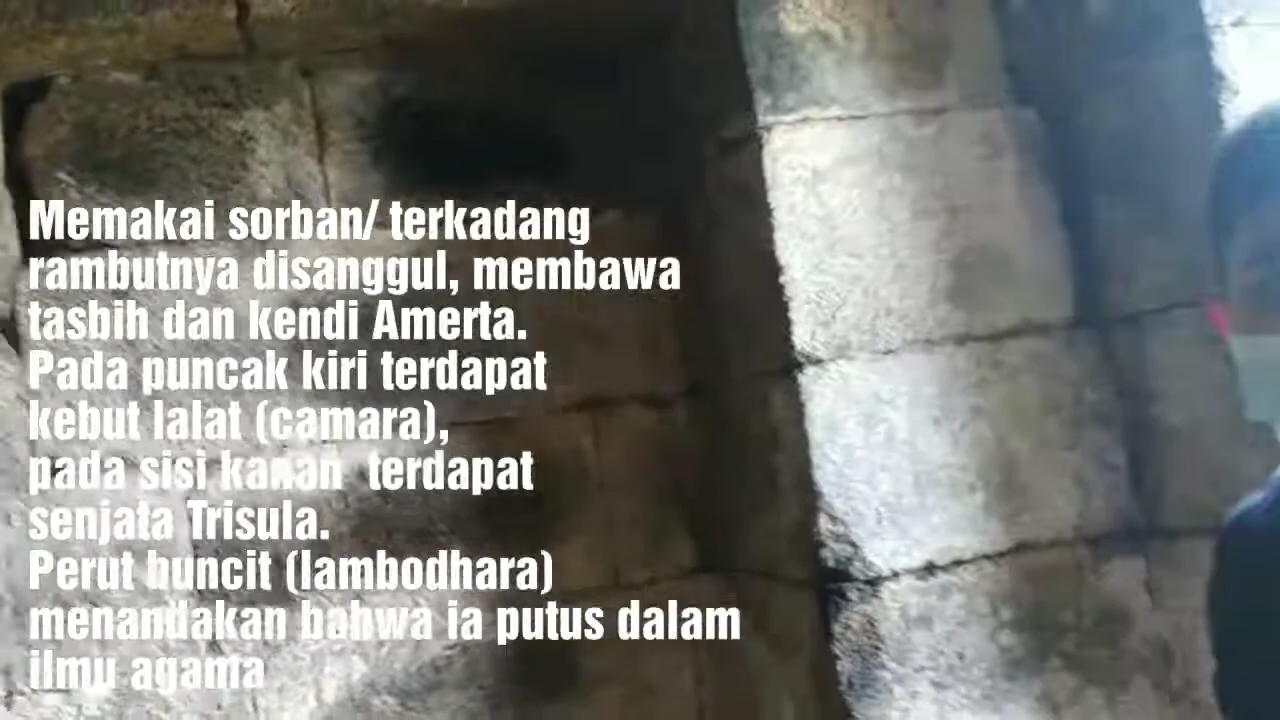 Memakai sorban/ terkadang
rambutnya disanggul, membawa
tasbih dan kendi Amerta.
Pada puncak kiri terdapat
kebut lalat (camara),
pada sisi kanan terdapat
senjata Trisula.
Perut buncit (lambodhara)
menandakan bahwa ia putus dalam
ilmu agama